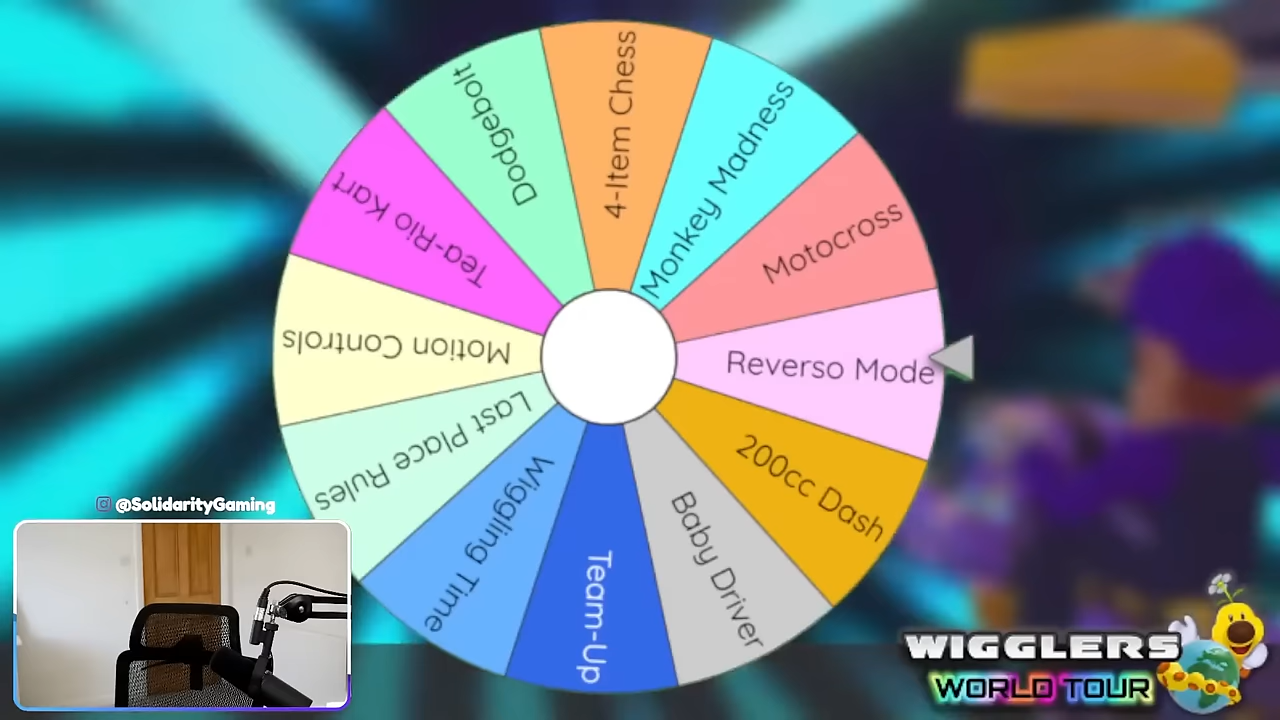 4-Item Chess
Monkey Madness
Motocross
Reverso Mode
200cc Dash
Baby Driver
Team-Up
Wiggling Time
Last Place Rules
Motion Controls
Tea-Rio Kart
Dodgebolt
@SolidarityGaming
WIGGLERS
WORLD TOUR